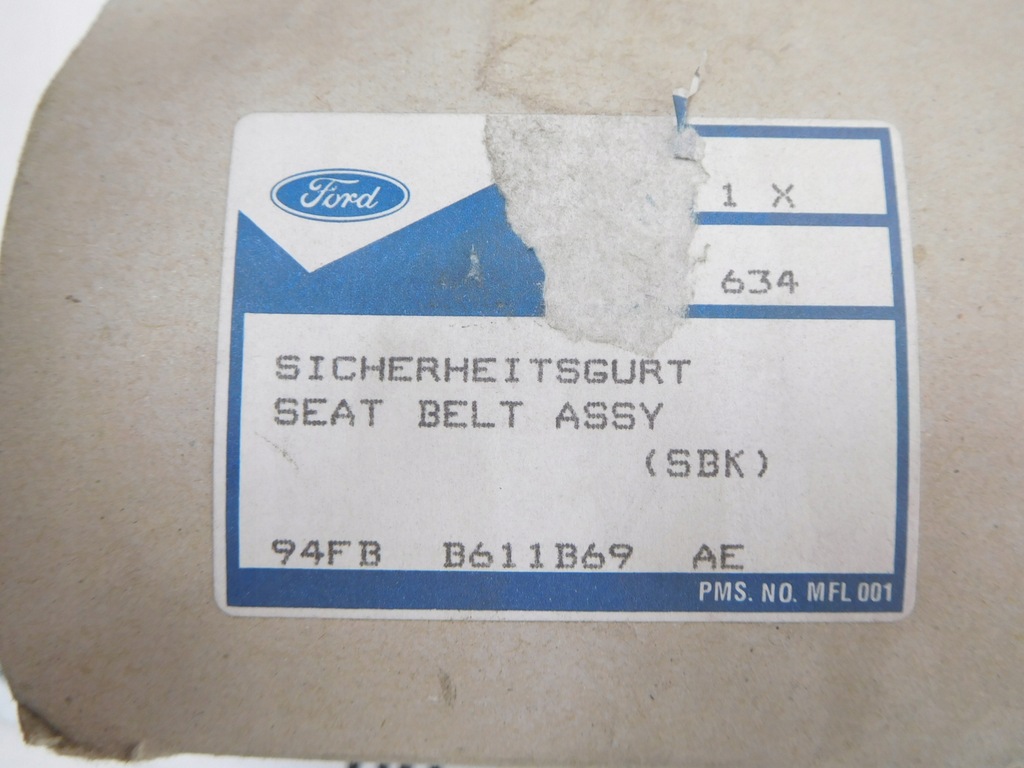 Ford
1 X
634
SICHERHEITSGURT
SEAT BELT ASSY
(SBK)
94FB B611B69 AE
PMS. NO. MFL 001